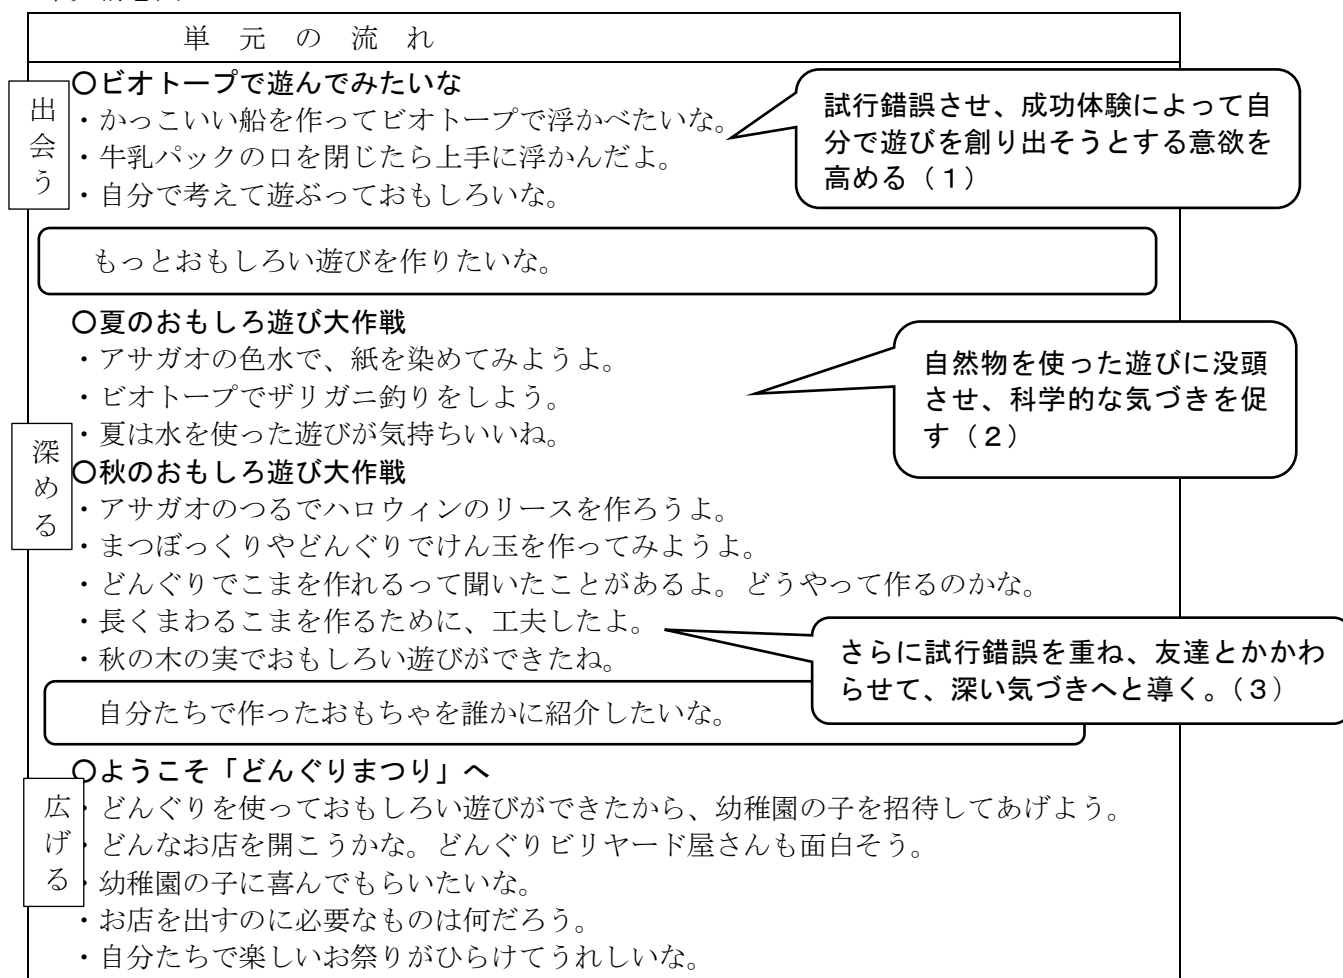 単元の流れ
出会う
〇ビオトープで遊んでみたいな
・かっこいい船を作ってビオトープで浮かべたいな。
・牛乳パックの口を閉じたら上手に浮かんだよ。
・自分で考えて遊ぶっておもしろいな。
試行錯誤させ、成功体験によって自
分で遊びを創り出そうとする意欲を
高める（１）
もっとおもしろい遊びを作りたいな。
深める
〇夏のおもしろ遊び大作戦
・アサガオの色水で、紙を染めてみようよ。
・ビオトープでザリガニ釣りをしよう。
・夏は水を使った遊びが気持ちいいね。
自然物を使った遊びに没頭
させ、科学的な気づきを促
す（２）
〇秋のおもしろ遊び大作戦
・アサガオのつるでハロウィンのリースを作ろうよ。
・まつぼっくりやどんぐりでけん玉を作ってみようよ。
・どんぐりでこまを作れるって聞いたことがあるよ。どうやって作るのかな。
・長くまわるこまを作るために、工夫したよ。
・秋の木の実でおもしろい遊びができたね。
さらに試行錯誤を重ね、友達とかかわ
らせて、深い気づきへと導く。（３）
自分たちで作ったおもちゃを誰かに紹介したいな。
広げる
〇ようこそ「どんぐりまつり」へ
・どんぐりを使っておもしろい遊びができたから、幼稚園の子を招待してあげよう。
・どんなお店を開こうかな。どんぐりビリヤード屋さんも面白そう。
・幼稚園の子に喜んでもらいたいな。
・お店を出すのに必要なものは何だろう。
・自分たちで楽しいお祭りがひらけてうれしいな。